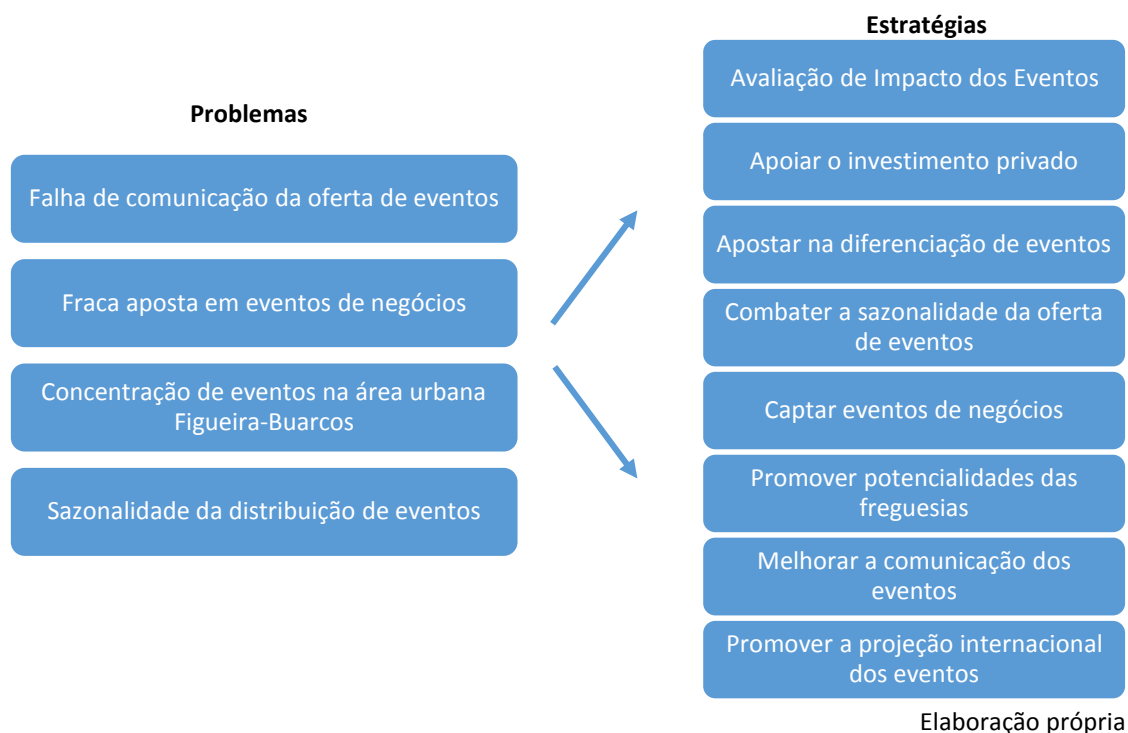 Problemas
Falha de comunicação da oferta de eventos
Fraca aposta em eventos de negócios
Concentração de eventos na área urbana
Figueira-Buarcos
Sazonalidade da distribuição de eventos
Estratégias
Avaliação de Impacto dos Eventos
Apoiar o investimento privado
Apostar na diferenciação de eventos
Combater a sazonalidade da oferta
de eventos
Captar eventos de negócios
Promover potencialidades das
freguesias
Melhorar a comunicação dos
eventos
Promover a projeção internacional
dos eventos
Elaboração própria